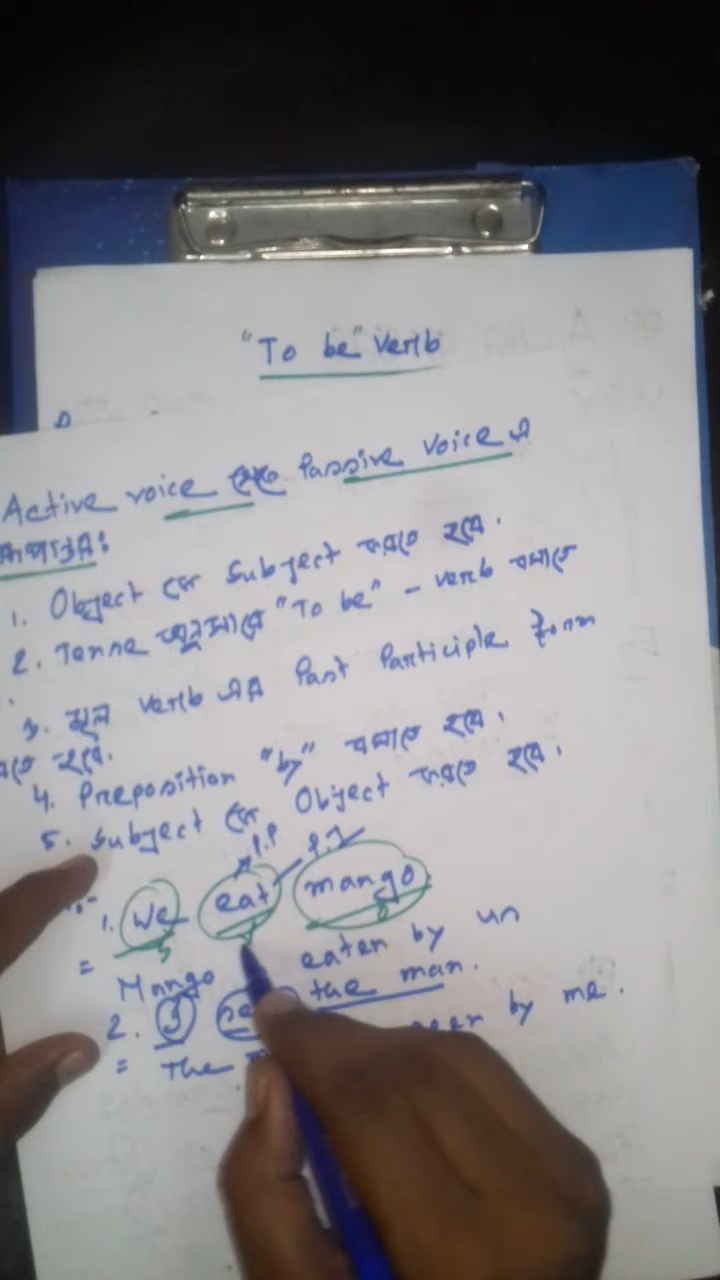 "To be" verb
Active voice থেকে Passive voice এ
রূপান্তর:
1. Object কে Subject করতে হবে.
2. Tense অনুসারে "To be" - verb বসাতে
3. মূল verb এর Past Participle form
হবে.
4. Preposition "by" বসাতে হবে.
5. Subject কে Object করতে হবে.
P.P
1. We eat mango
S V O
= Mango eaten by us
2. I the man.
= The seen by me.